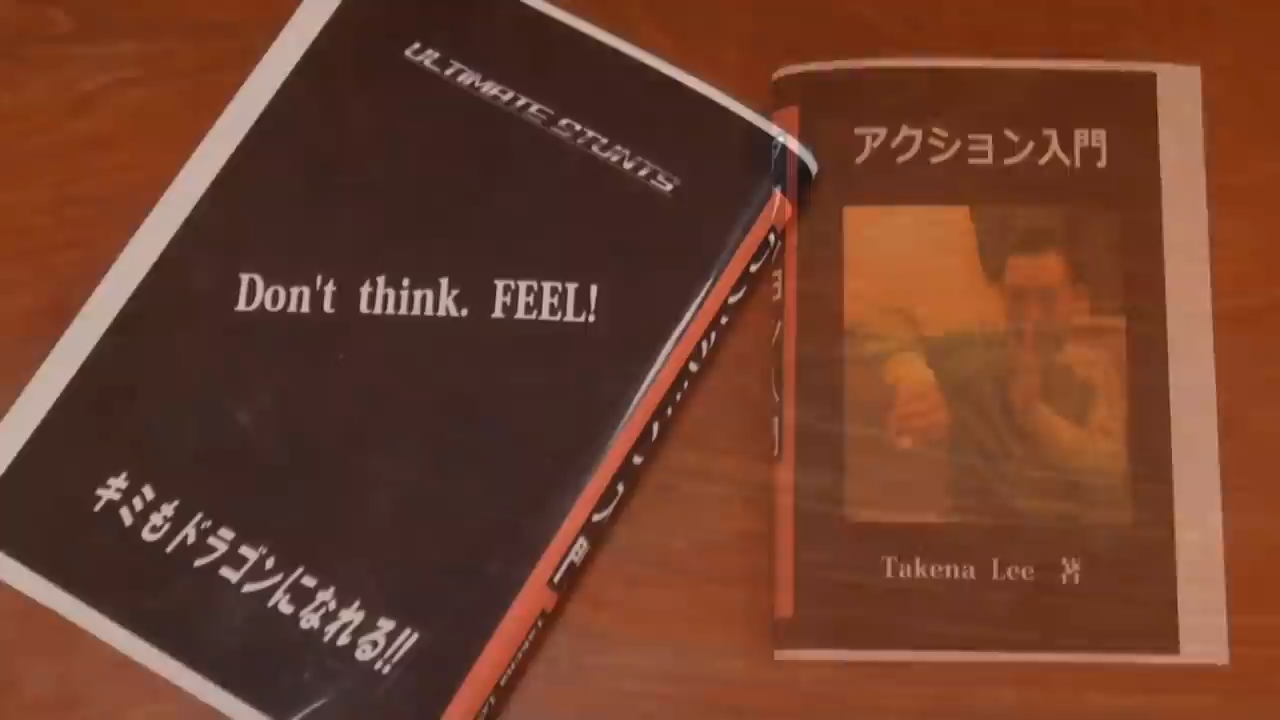 ULTIMATE STUNTS
Don't think. FEEL!
キミもドラゴンになれる!!
アクション入門
Takena Lee 著